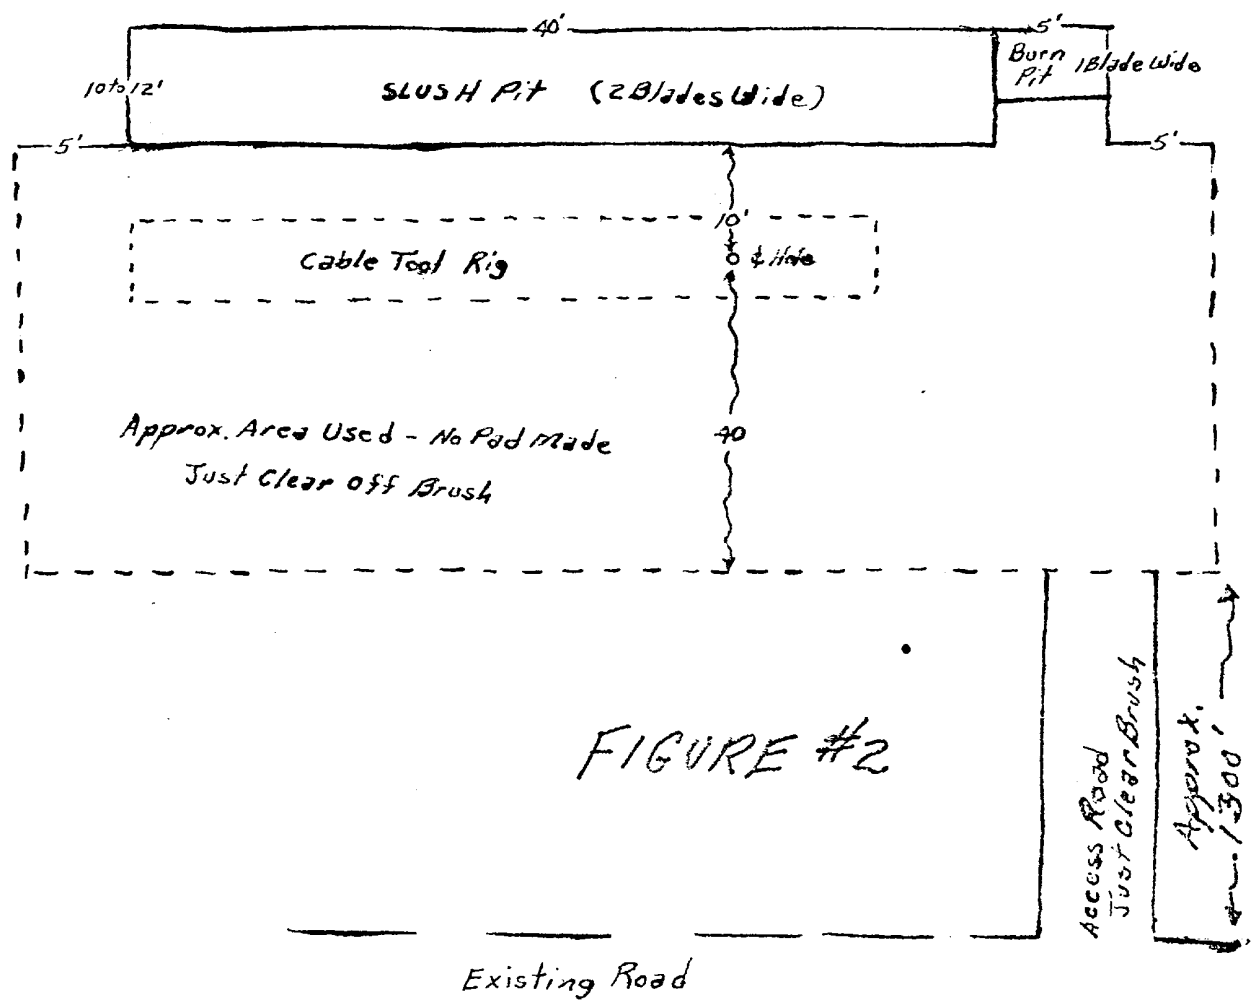 40'
5'
Burn
Pit
1 Blade Wide
10 to 12'
SLUSH Pit (2 Blades Wide)
5'
5'
10'
Cable Tool Rig
¢ Hole
Approx. Area Used - No Pad Made
40
Just Clear Off Brush
FIGURE #2
Access Road
Just Clear Brush
Approx.
1300'
Existing Road